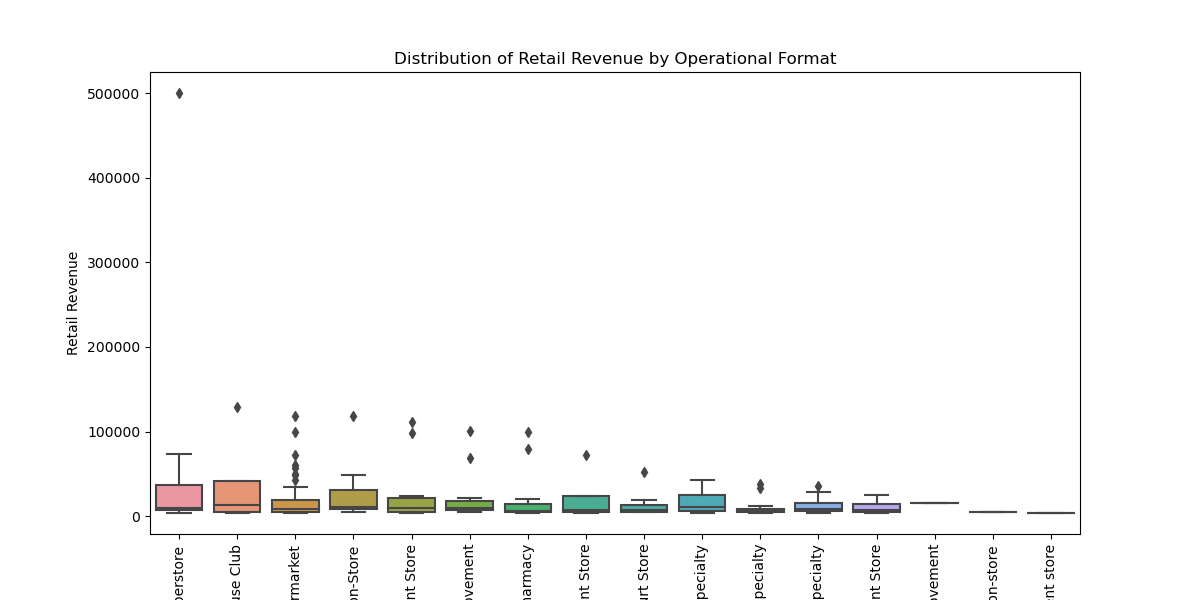 Distribution of Retail Revenue by Operational Format
Retail Revenue
500000
400000
300000
200000
100000
0
perstore
use Club
rmarket
on-Store
nt Store
ovement
harmacy
nt Store
urt Store
pecialty
pecialty
pecialty
nt Store
ovement
on-store
nt store